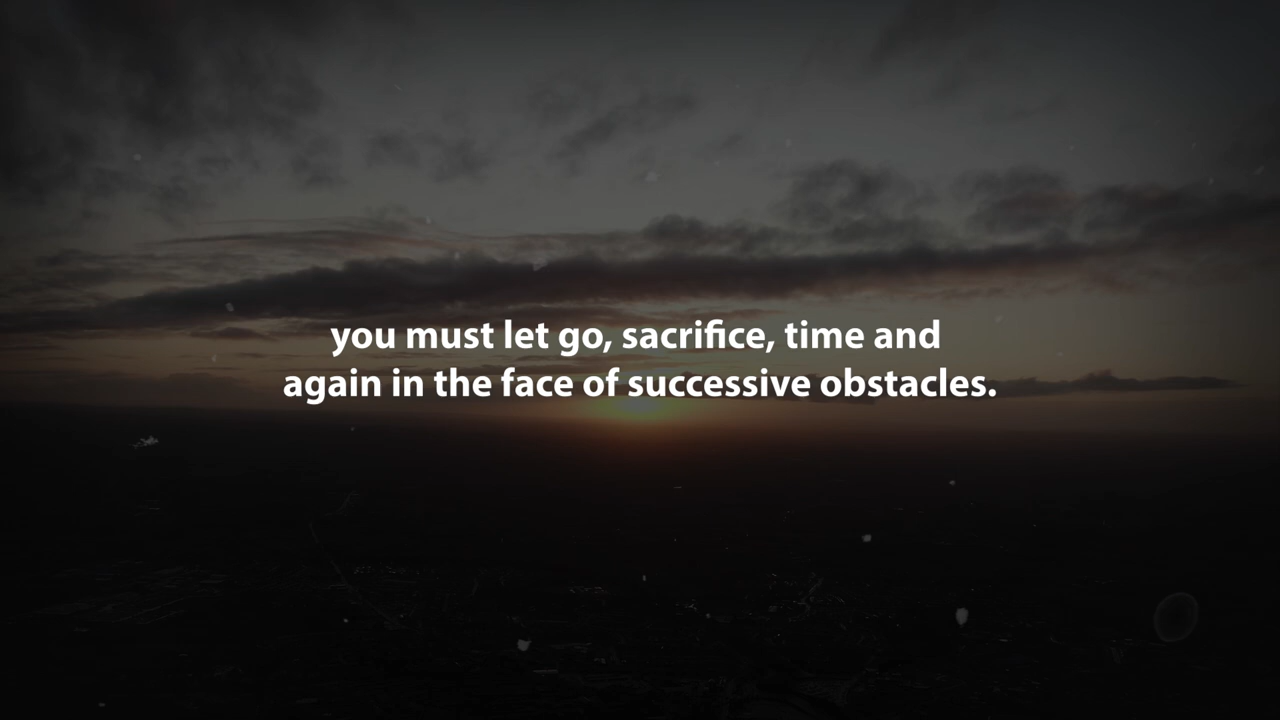 you must let go, sacrifice, time and
again in the face of successive obstacles.